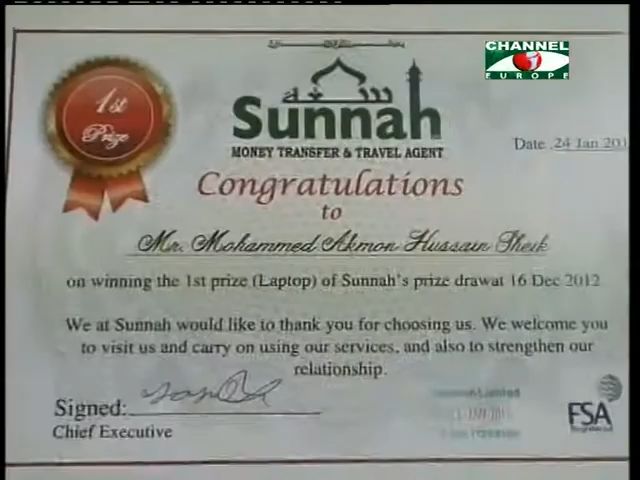 CHANNEL
i
EUROPE
1st
Prize
Sunnah
MONEY TRANSFER & TRAVEL AGENT
Date 24 Jan 201
Congratulations
to
Mr. Mohammed Akmon Hussain Sheik
on winning the 1st prize (Laptop) of Sunnah's prize drawat 16 Dec 2012
We at Sunnah would like to thank you for choosing us. We welcome you
to visit us and carry on using our services, and also to strengthen our
relationship.
Signed:
Chief Executive
Limited
FSA
Registered